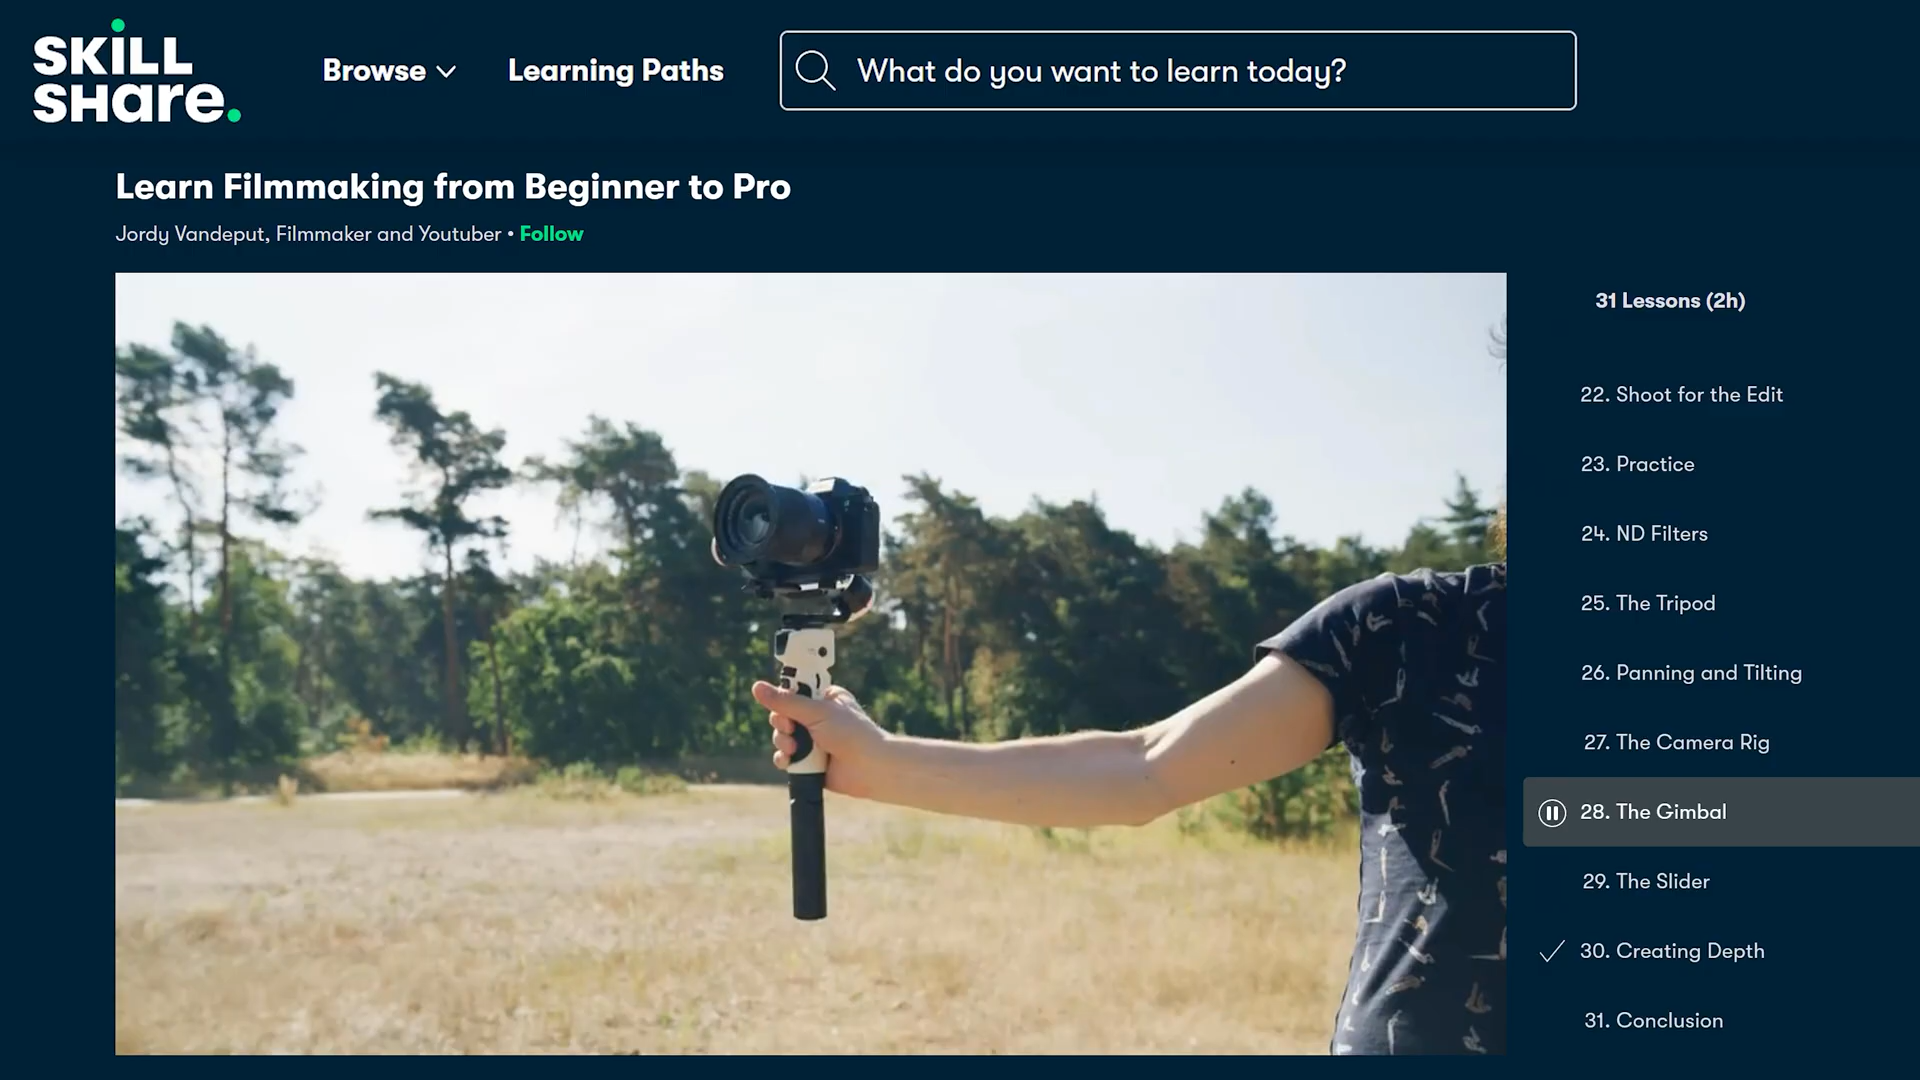 SKILL
SHare.
Browse
Learning Paths
What do you want to learn today?
Learn Filmmaking from Beginner to Pro
Jordy Vandeput, Filmmaker and Youtuber • Follow
31 Lessons (2h)
22. Shoot for the Edit
23. Practice
24. ND Filters
25. The Tripod
26. Panning and Tilting
27. The Camera Rig
28. The Gimbal
29. The Slider
30. Creating Depth
31. Conclusion